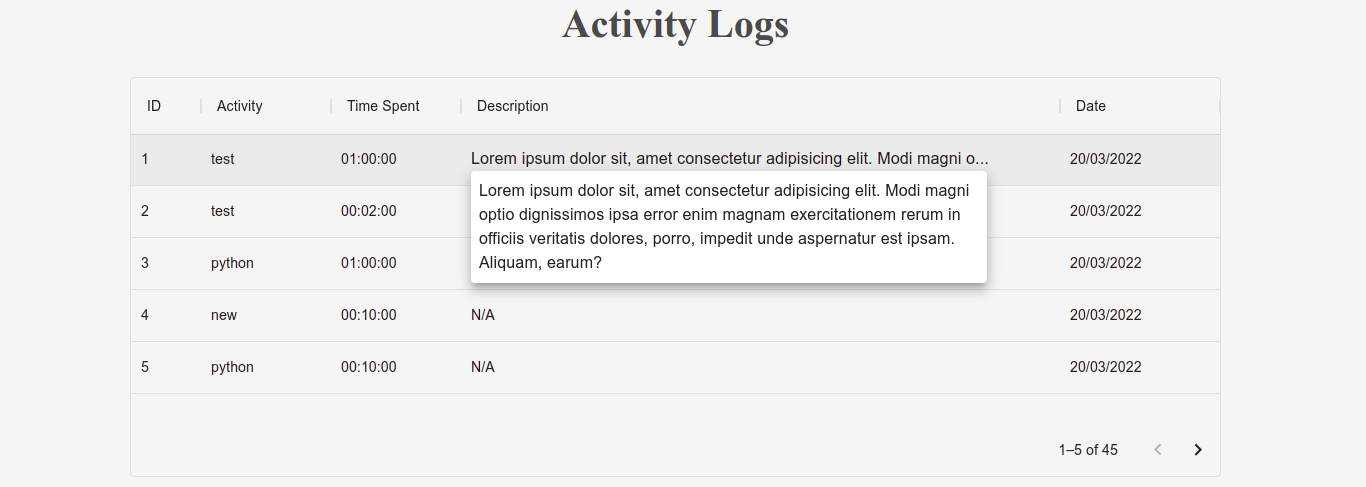 Activity Logs
ID Activity Time Spent Description Date
1 test 01:00:00 Lorem ipsum dolor sit, amet consectetur adipisicing elit. Modi magni o... 20/03/2022
Lorem ipsum dolor sit, amet consectetur adipisicing elit. Modi magni
optio dignissimos ipsa error enim magnam exercitationem rerum in
officiis veritatis dolores, porro, impedit unde aspernatur est ipsam.
Aliquam, earum?
2 test 00:02:00 20/03/2022
3 python 01:00:00 20/03/2022
4 new 00:10:00 N/A 20/03/2022
5 python 00:10:00 N/A 20/03/2022
1–5 of 45